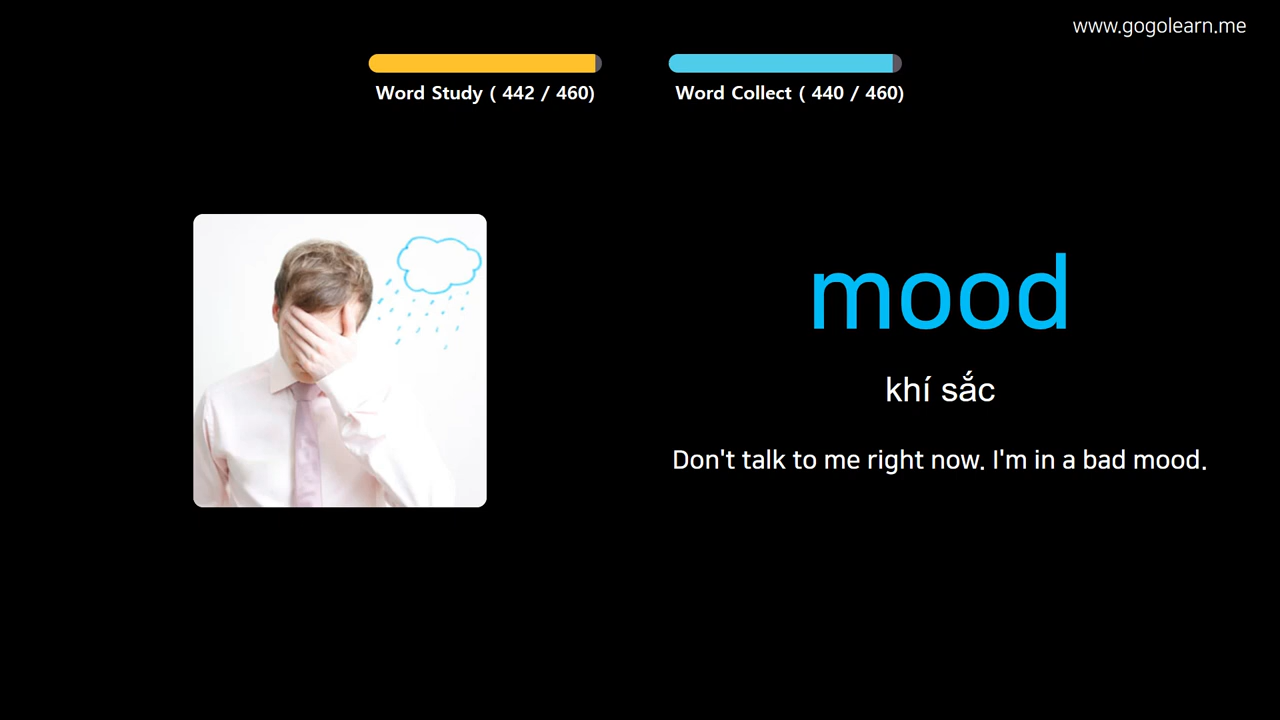 www.gogolearn.me
Word Study ( 442 / 460)
Word Collect ( 440 / 460)
mood
khí sắc
Don't talk to me right now. I'm in a bad mood.